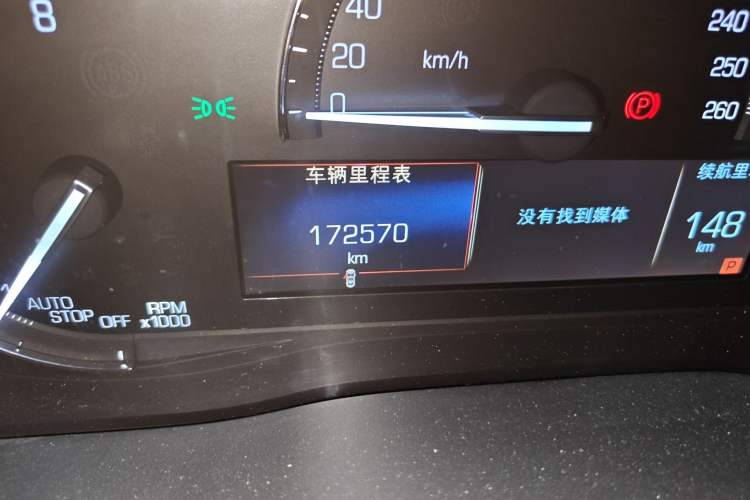 8
40
20
0
km/h
240
250
260
P
车辆里程表
172570
km
没有找到媒体
续航里
148
km
P
AUTO
STOP
OFF
RPM
x1000